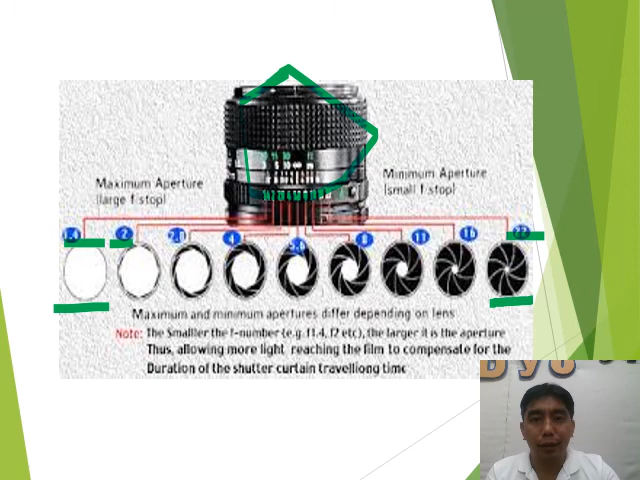 Maximum Aperture
(large f stop)
Minimum Aperture
(small f stop)
1.4 2 2.8 4 5.6 8 11 16 22
Maximum and minimum apertures differ depending on lens
Note: The Smalller the f-number (e.g. f1.4, f2 etc), the larger it is the aperture
Thus, allowing more light reaching the film to compensate for the
Duration of the shutter curtain travelliong time